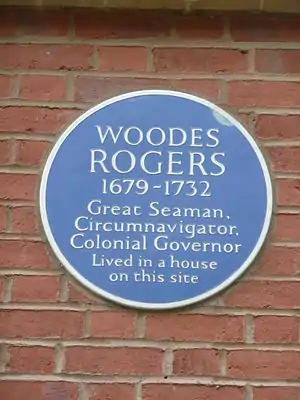 WOODES
ROGERS
1679-1732
Great Seaman,
Circumnavigator,
Colonial Governor
Lived in a house
on this site